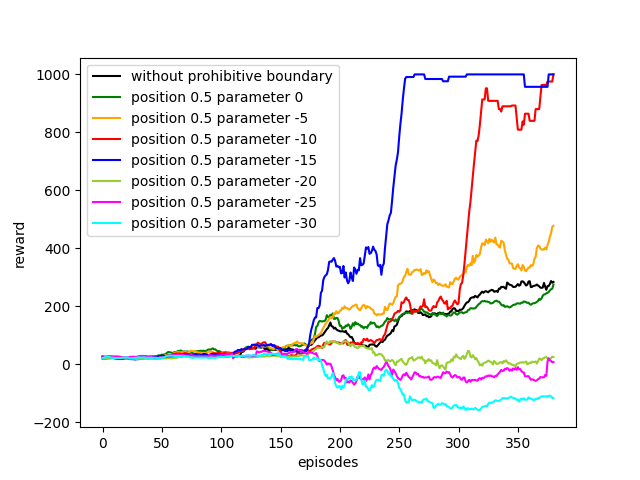 1000
800
600
400
200
0
−200
reward
without prohibitive boundary
position 0.5 parameter 0
position 0.5 parameter -5
position 0.5 parameter -10
position 0.5 parameter -15
position 0.5 parameter -20
position 0.5 parameter -25
position 0.5 parameter -30
0 50 100 150 200 250 300 350
episodes